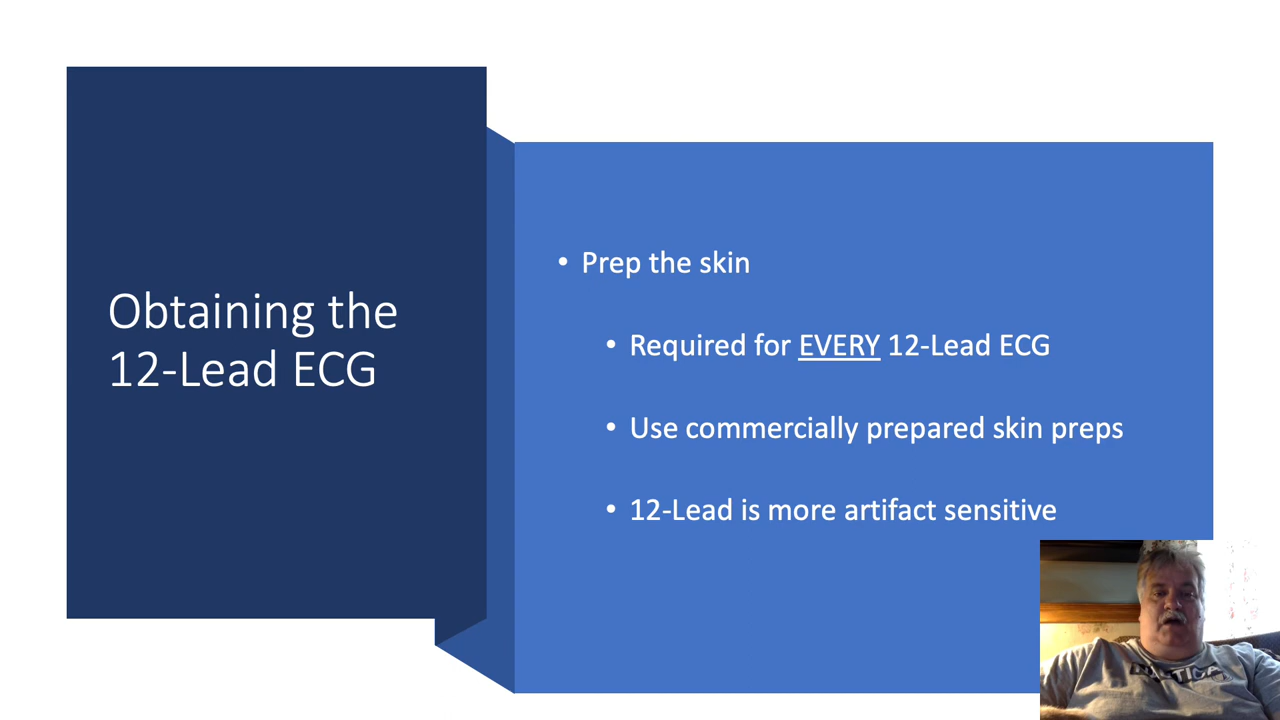 Obtaining the
12-Lead ECG
• Prep the skin
• Required for EVERY 12-Lead ECG
• Use commercially prepared skin preps
• 12-Lead is more artifact sensitive